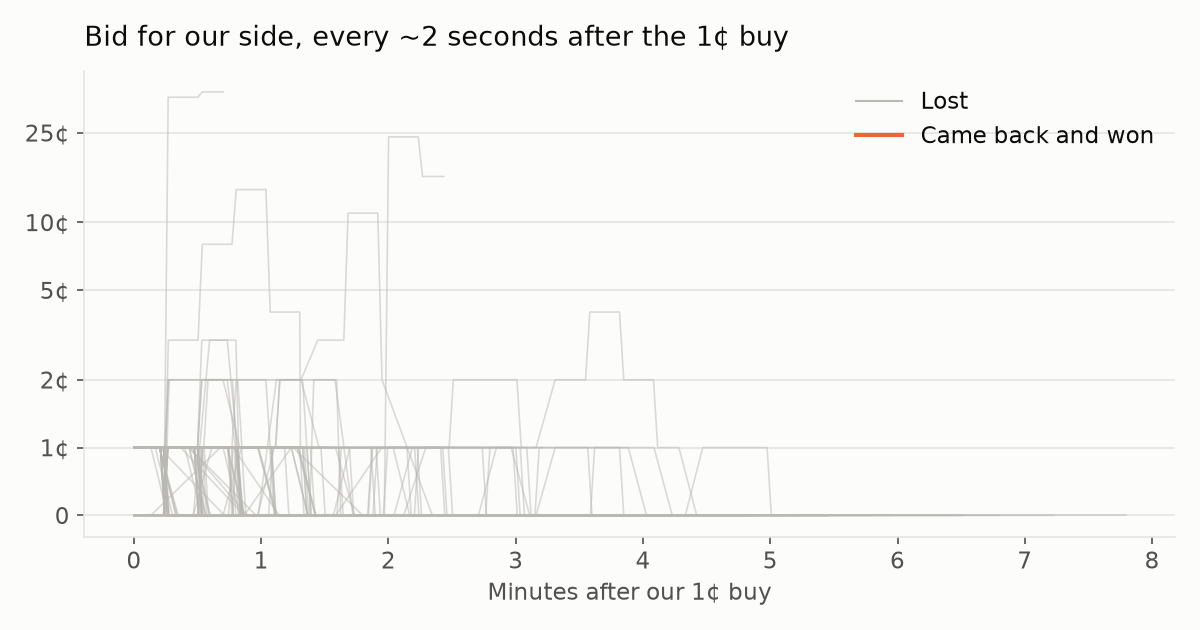 Bid for our side, every ~2 seconds after the 1¢ buy
Lost
Came back and won
25¢
10¢
5¢
2¢
1¢
0
0 1 2 3 4 5 6 7 8
Minutes after our 1¢ buy